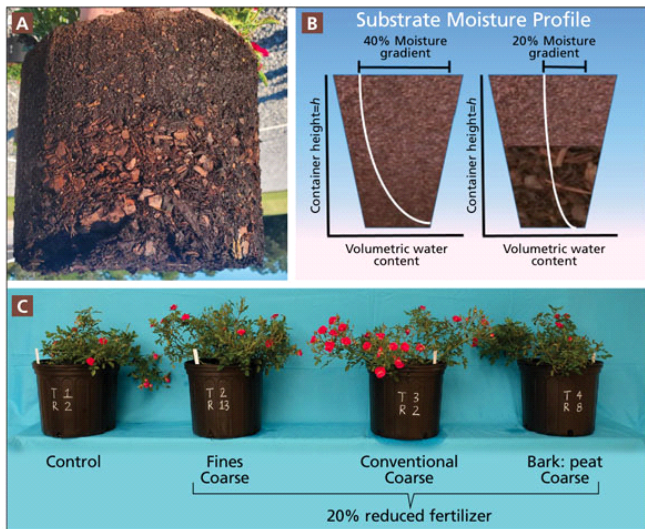 A
B
Substrate Moisture Profile
40% Moisture
gradient
20% Moisture
gradient
Container height=h
Container height=h
Volumetric water
content
Volumetric water
content
C
T 1
R 2
T 2
R 13
T 3
R 2
T 4
R 8
Control
Fines
Coarse
Conventional
Coarse
Bark: peat
Coarse
20% reduced fertilizer